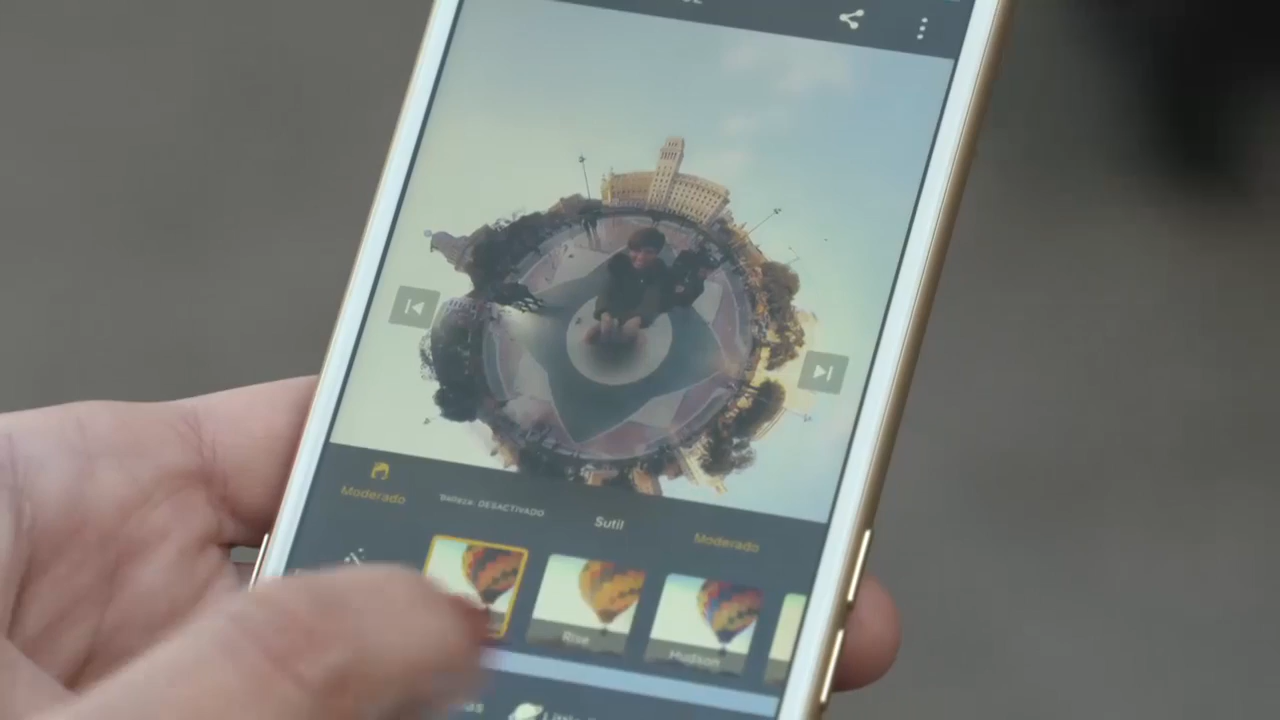 Moderado
Belleza: DESACTIVADO
Sutil
Moderado
Rise
Hudson